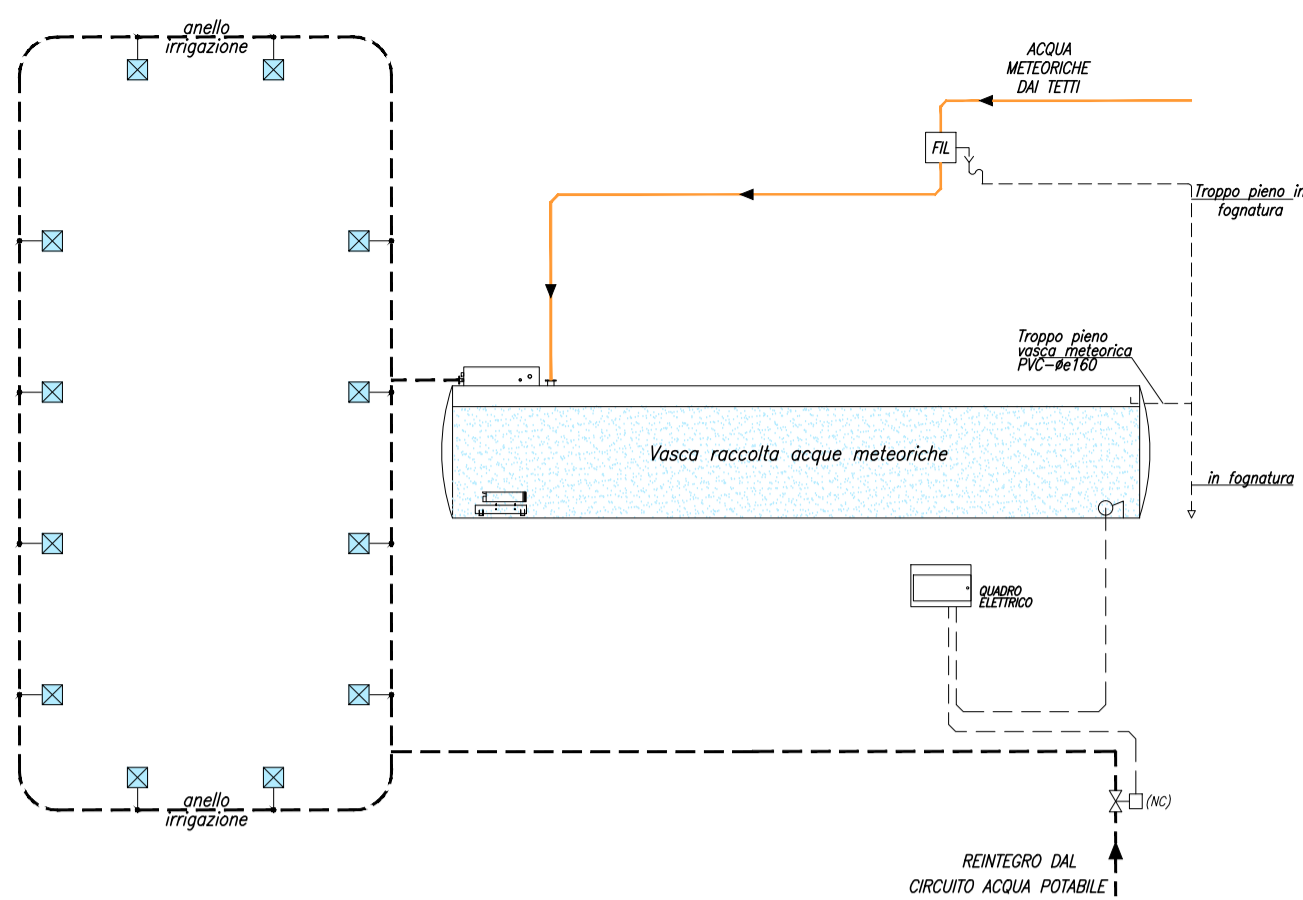 anello
irrigazione
ACQUA
METEORICHE
DAI TETTI
FIL
Troppo pieno in
fognatura
Troppo pieno
vasca meteorica
PVC-øe160
Vasca raccolta acque meteoriche
in fognatura
QUADRO
ELETTRICO
anello
irrigazione
(NC)
REINTEGRO DAL
CIRCUITO ACQUA POTABILE